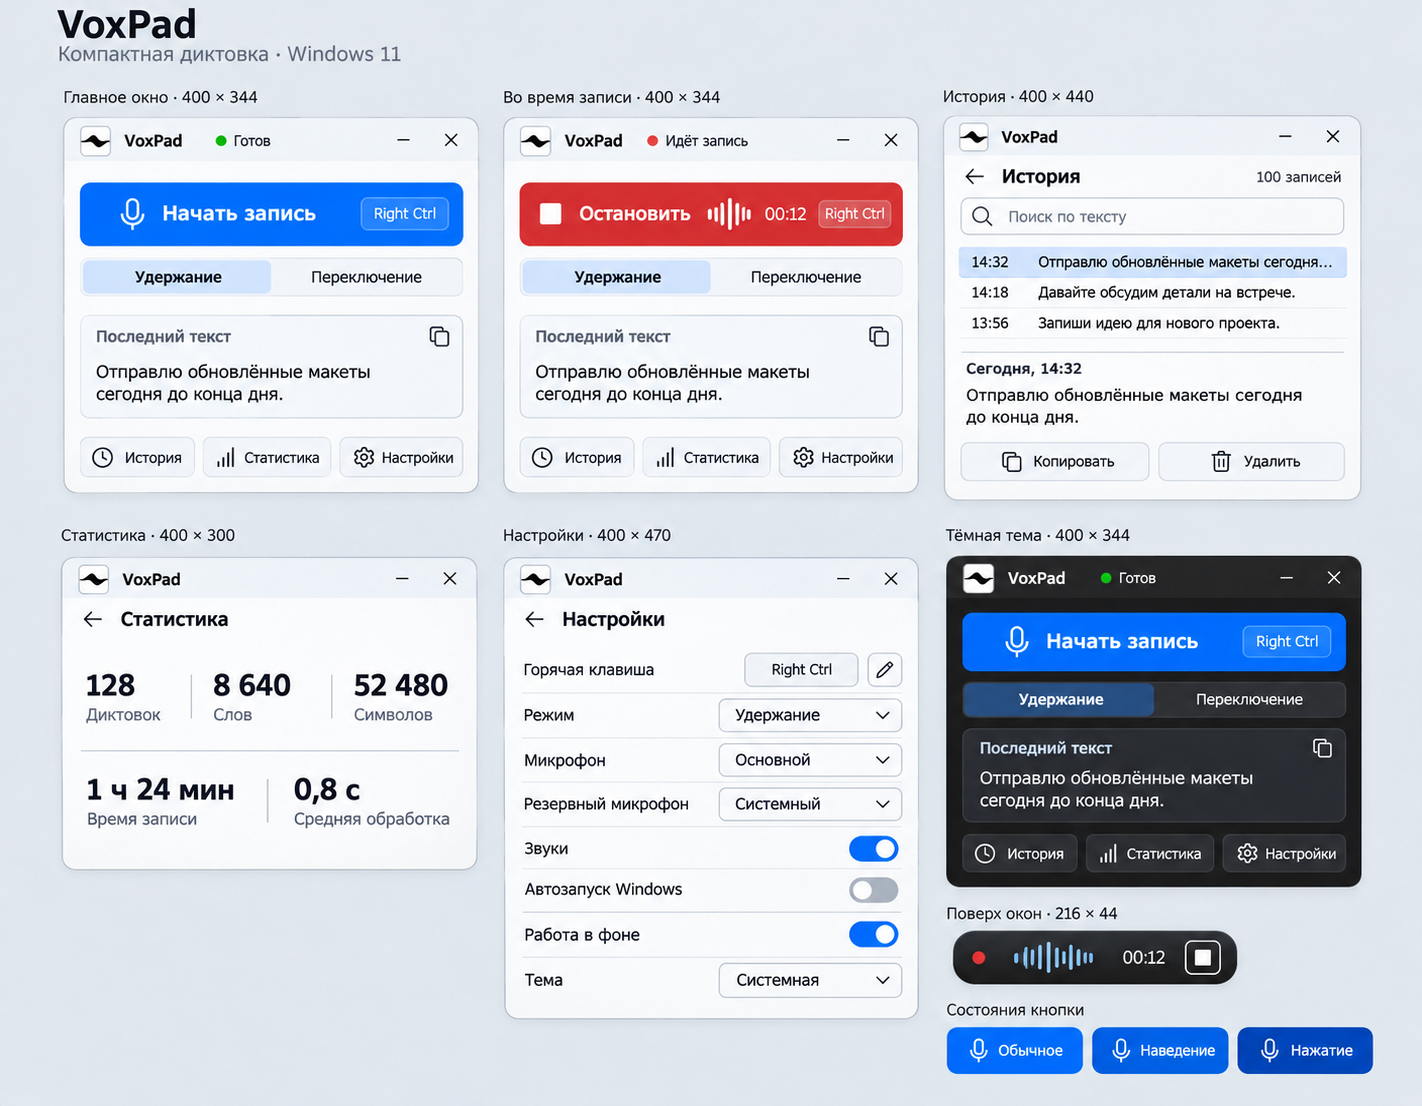 VoxPad
Компактная диктовка · Windows 11
Главное окно · 400 × 344
VoxPad
Готов
Начать запись
Right Ctrl
Удержание
Переключение
Последний текст
Отправлю обновлённые макеты
сегодня до конца дня.
История
Статистика
Настройки
Во время записи · 400 × 344
VoxPad
Идёт запись
Остановить
00:12
Right Ctrl
Удержание
Переключение
Последний текст
Отправлю обновлённые макеты
сегодня до конца дня.
История
Статистика
Настройки
История · 400 × 440
VoxPad
История
100 записей
Поиск по тексту
14:32 Отправлю обновлённые макеты сегодня...
14:18 Давайте обсудим детали на встрече.
13:56 Запиши идею для нового проекта.
Сегодня, 14:32
Отправлю обновлённые макеты сегодня
до конца дня.
Копировать
Удалить
Статистика · 400 × 300
VoxPad
Статистика
128
Диктовок
8 640
Слов
52 480
Символов
1 ч 24 мин
Время записи
0,8 с
Средняя обработка
Настройки · 400 × 470
VoxPad
Настройки
Горячая клавиша
Right Ctrl
Режим
Удержание
Микрофон
Основной
Резервный микрофон
Системный
Звуки
Автозапуск Windows
Работа в фоне
Тема
Системная
Тёмная тема · 400 × 344
VoxPad
Готов
Начать запись
Right Ctrl
Удержание
Переключение
Последний текст
Отправлю обновлённые макеты
сегодня до конца дня.
История
Статистика
Настройки
Поверх окон · 216 × 44
00:12
Состояния кнопки
Обычное
Наведение
Нажатие